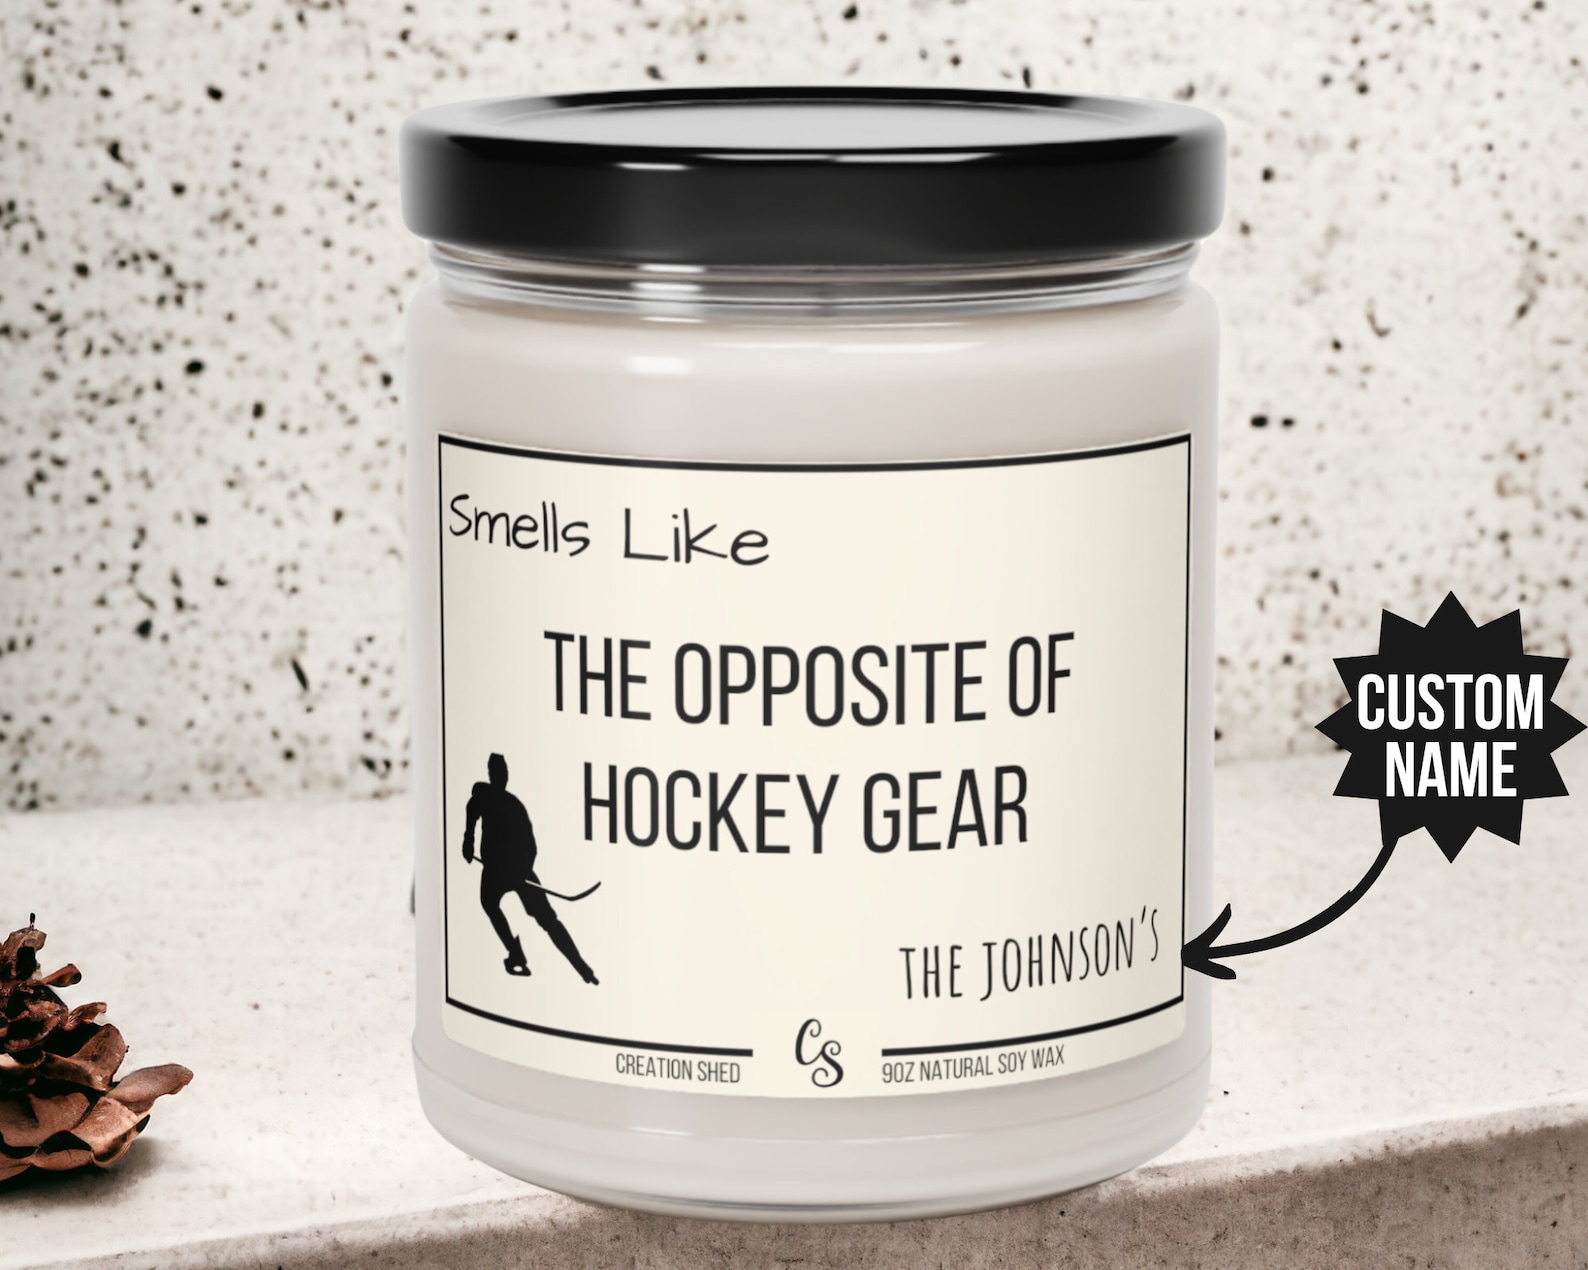 Smells Like
THE OPPOSITE OF
HOCKEY GEAR
THE JOHNSON'S
CREATION SHED
CS
9OZ NATURAL SOY WAX
CUSTOM
NAME